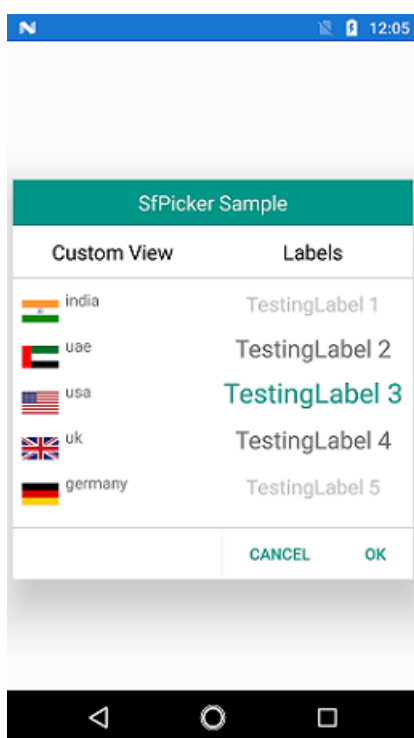 12:05
SfPicker Sample
Custom View Labels
india TestingLabel 1
uae TestingLabel 2
usa TestingLabel 3
uk TestingLabel 4
germany TestingLabel 5
CANCEL OK